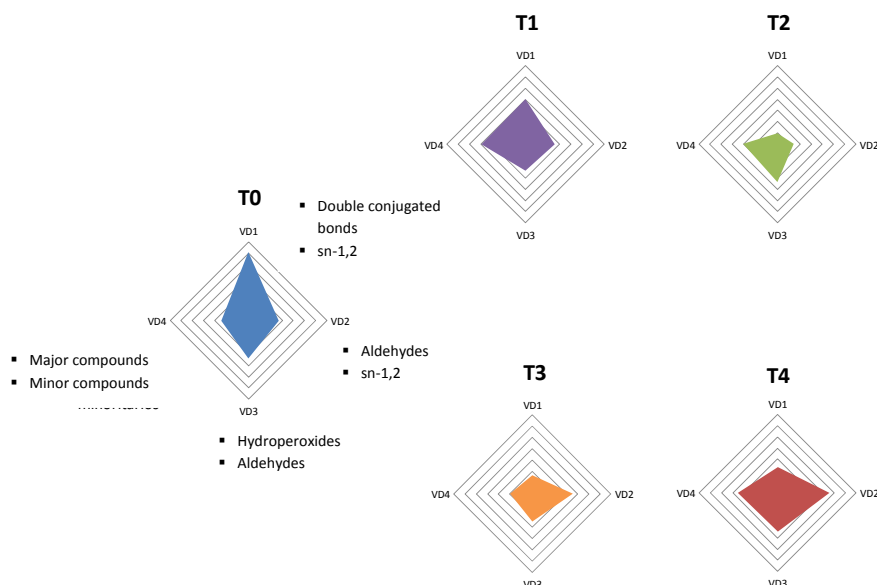 T1
T2
VD1
VD1
VD4
VD2
VD4
VD2
VD3
VD3
T0
▪ Double conjugated
bonds
▪ sn-1,2
VD1
VD4
VD2
VD3
▪ Major compounds
▪ Minor compounds
▪ Aldehydes
▪ sn-1,2
▪ Hydroperoxides
▪ Aldehydes
T3
T4
VD1
VD1
VD4
VD2
VD4
VD2
VD3
VD3